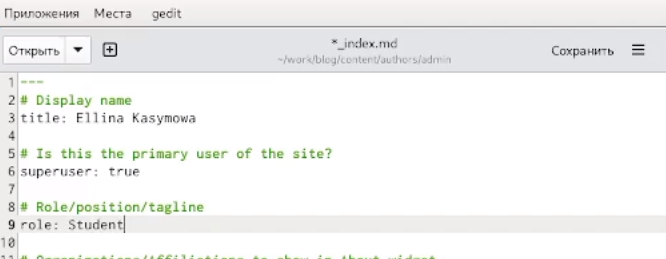 Приложения Места gedit
Открыть *_index.md Сохранить
~/work/blog/content/authors/admin
1 ---
2 # Display name
3 title: Ellina Kasymowa
4
5 # Is this the primary user of the site?
6 superuser: true
7
8 # Role/position/tagline
9 role: Student
10
11 # Organizations/Affiliations to show in About widget